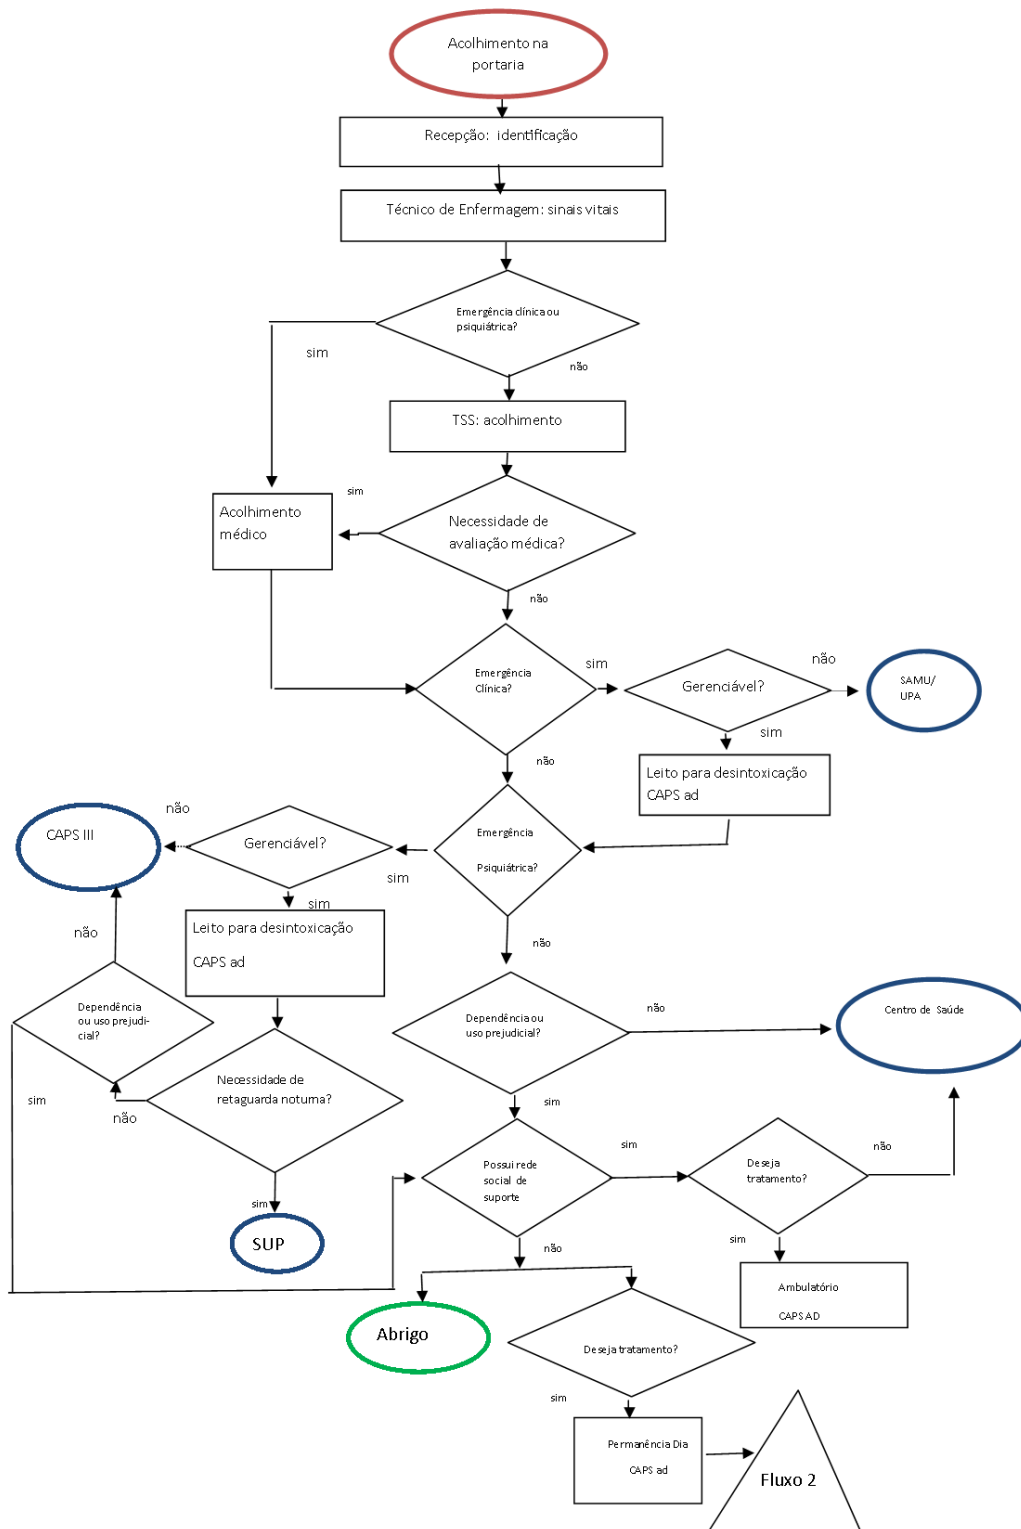 Acolhimento na
portaria
Recepção: identificação
Técnico de Enfermagem: sinais vitais
Emergência clínica ou
psiquiátrica?
sim
não
TSS: acolhimento
sim
Acolhimento
médico
Necessidade de
avaliação médica?
não
Emergência
Clínica?
sim
Gerenciável?
não
SAMU/
UPA
sim
não
Leito para desintoxicação
CAPS ad
não
CAPS III
Gerenciável?
Emergência
Psiquiátrica?
sim
sim
Leito para desintoxicação
CAPS ad
não
não
Dependência
ou uso prejudi-
cial?
Dependência ou
uso prejudicial?
não
Centro de Saúde
Necessidade de
retaguarda noturna?
sim
não
sim
Possui rede
social de
suporte
sim
Deseja
tratamento?
não
sim
SUP
não
sim
Ambulatório
CAPS AD
Abrigo
Deseja tratamento?
sim
Permanência Dia
CAPS ad
Fluxo 2